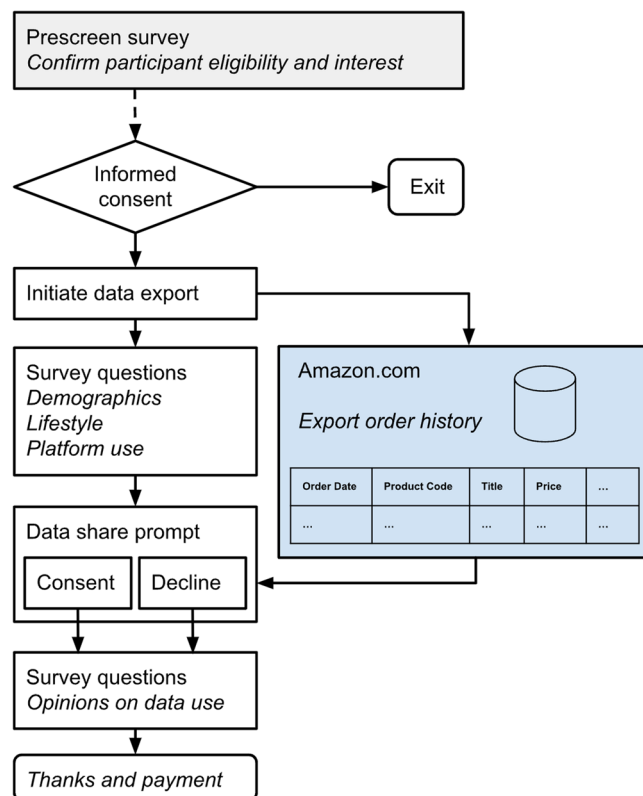 Prescreen survey
Confirm participant eligibility and interest
Informed
consent
Exit
Initiate data export
Survey questions
Demographics
Lifestyle
Platform use
Amazon.com
Export order history
Order Date Product Code Title Price ...
... ... ... ... ...
Data share prompt
Consent Decline
Survey questions
Opinions on data use
Thanks and payment